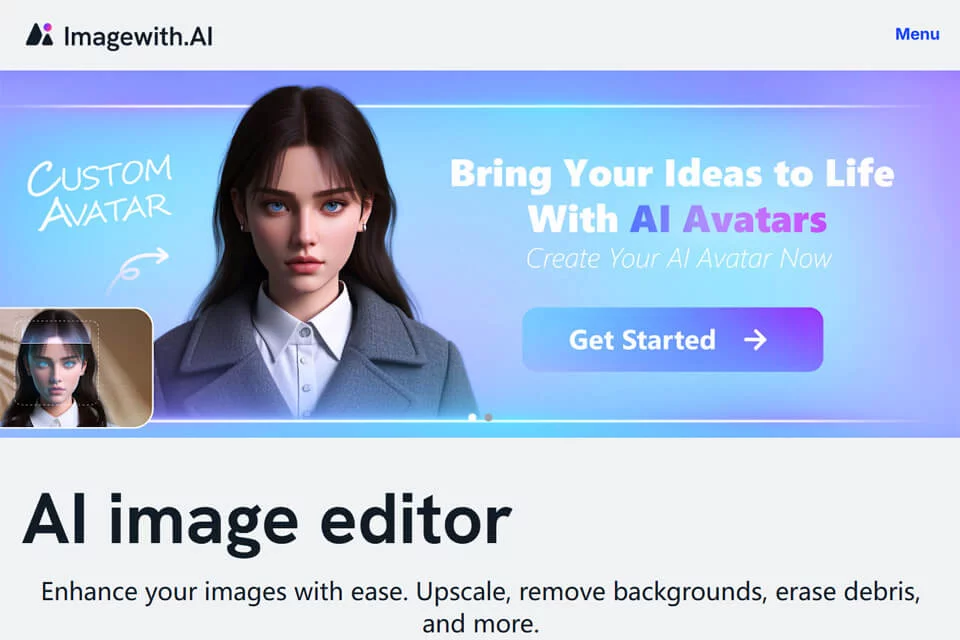 Imagewith.AI
Menu
CUSTOM
AVATAR
Bring Your Ideas to Life
With AI Avatars
Create Your AI Avatar Now
Get Started
AI image editor
Enhance your images with ease. Upscale, remove backgrounds, erase debris,
and more.